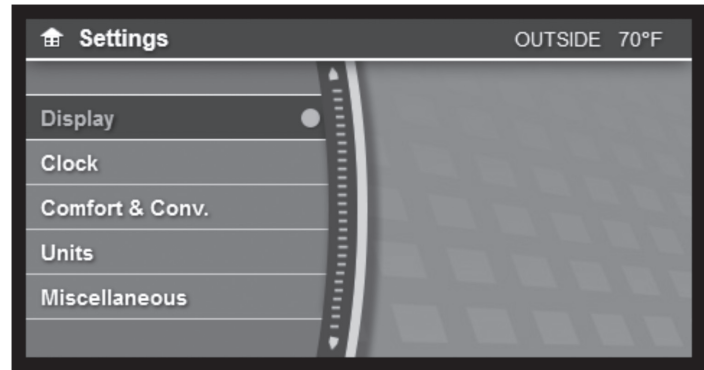 Settings OUTSIDE 70°F
Display
Clock
Comfort & Conv.
Units
Miscellaneous